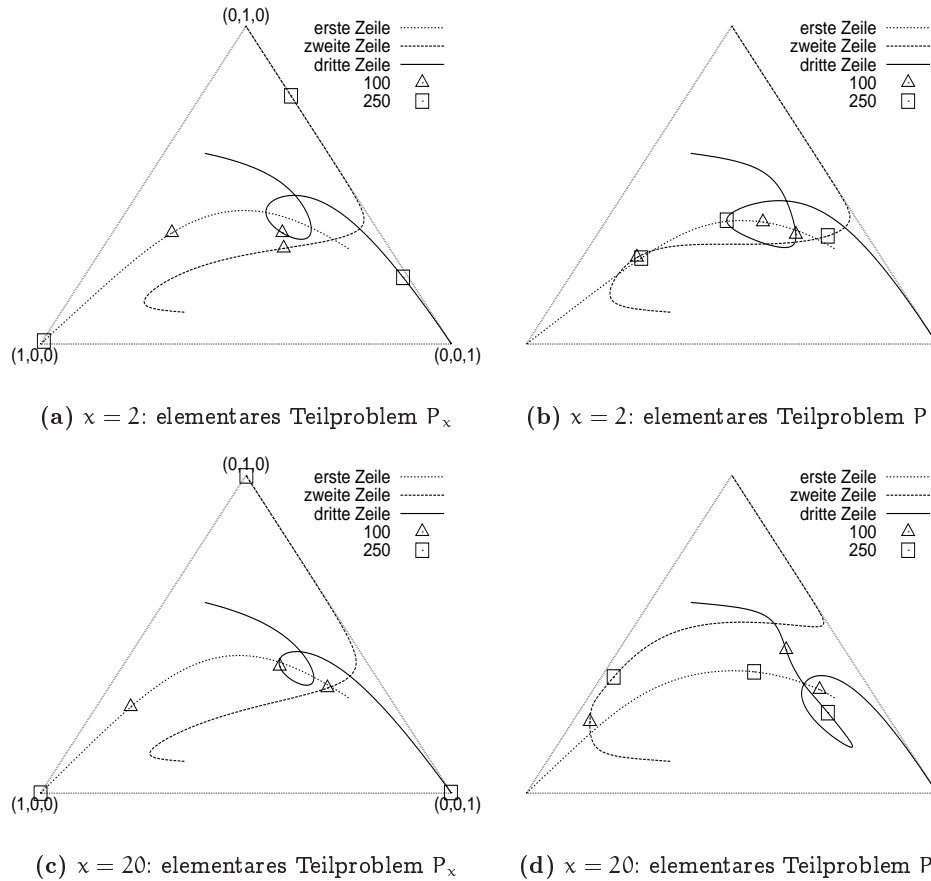 (0,1,0)
erste Zeile
zweite Zeile
dritte Zeile
100
250
(1,0,0)
(0,0,1)
erste Zeile
zweite Zeile
dritte Zeile
100
250
(a) x = 2: elementares Teilproblem Pₓ
(b) x = 2: elementares Teilproblem P
(0,1,0)
erste Zeile
zweite Zeile
dritte Zeile
100
250
(1,0,0)
(0,0,1)
erste Zeile
zweite Zeile
dritte Zeile
100
250
(c) x = 20: elementares Teilproblem Pₓ
(d) x = 20: elementares Teilproblem P